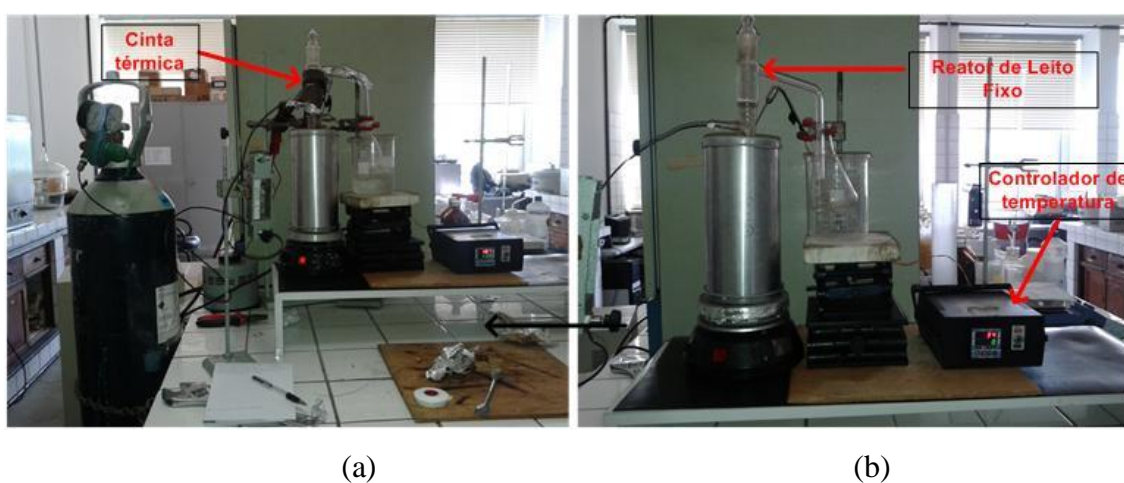 Cinta
térmica
Reator de Leito
Fixo
Controlador de
temperatura
(a)
(b)